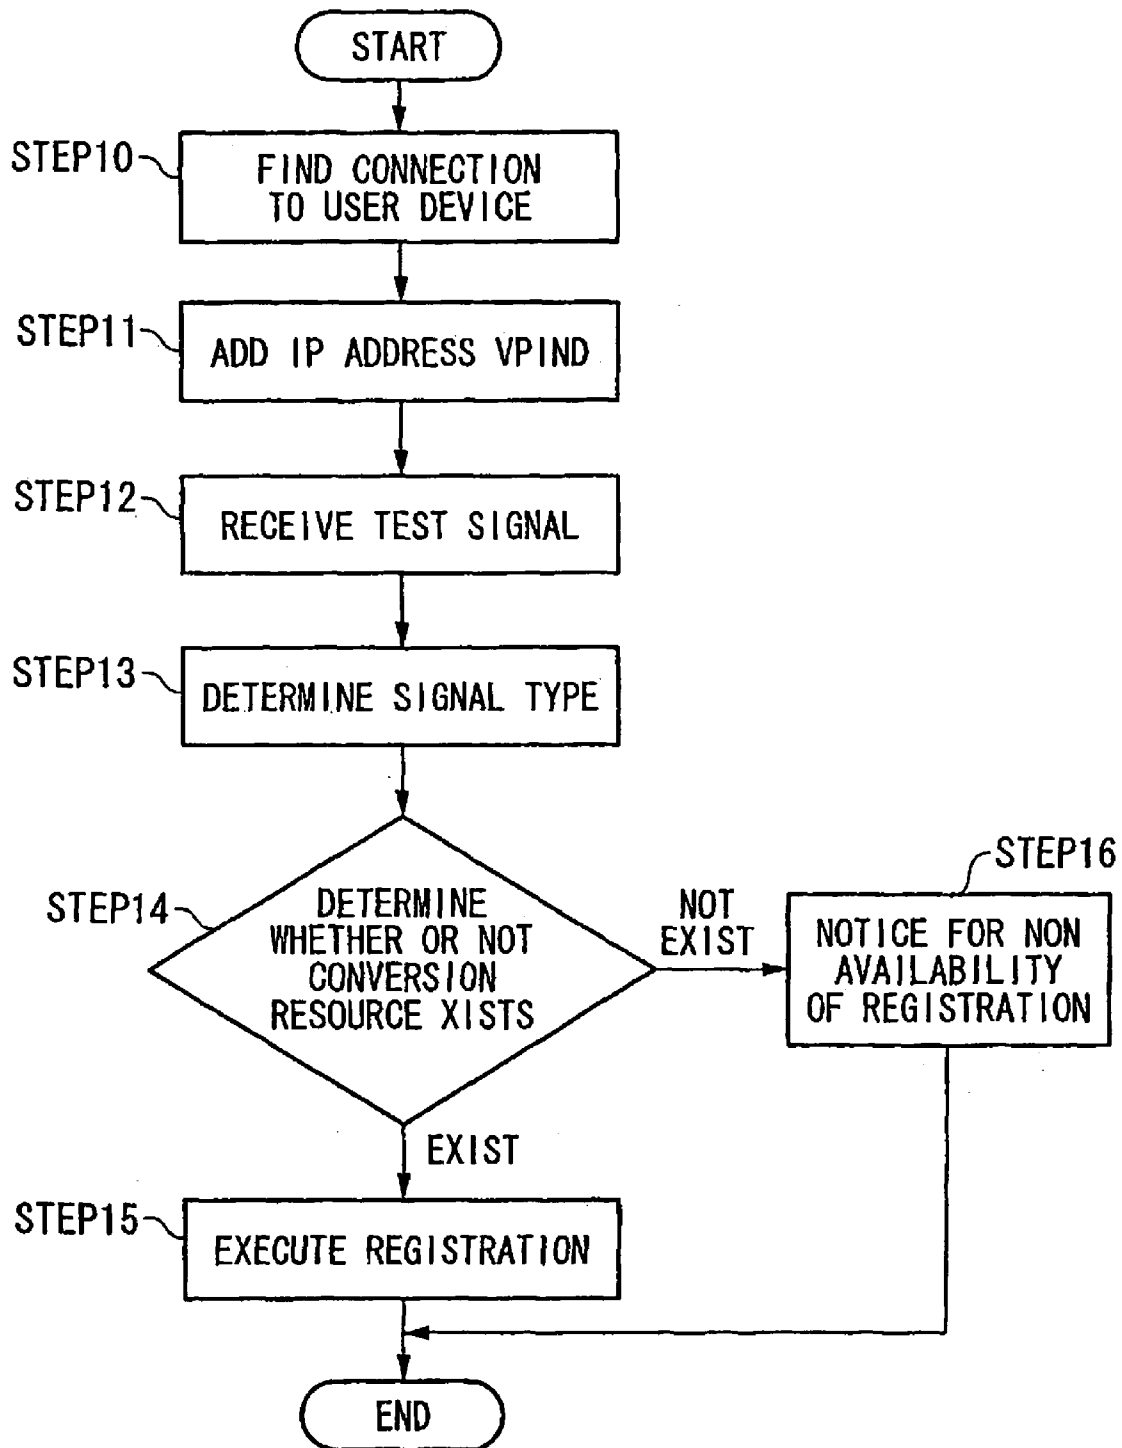 START
STEP10
FIND CONNECTION
TO USER DEVICE
STEP11
ADD IP ADDRESS VPIND
STEP12
RECEIVE TEST SIGNAL
STEP13
DETERMINE SIGNAL TYPE
STEP14
DETERMINE
WHETHER OR NOT
CONVERSION
RESOURCE XISTS
NOT
EXIST
STEP16
NOTICE FOR NON
AVAILABILITY
OF REGISTRATION
EXIST
STEP15
EXECUTE REGISTRATION
END